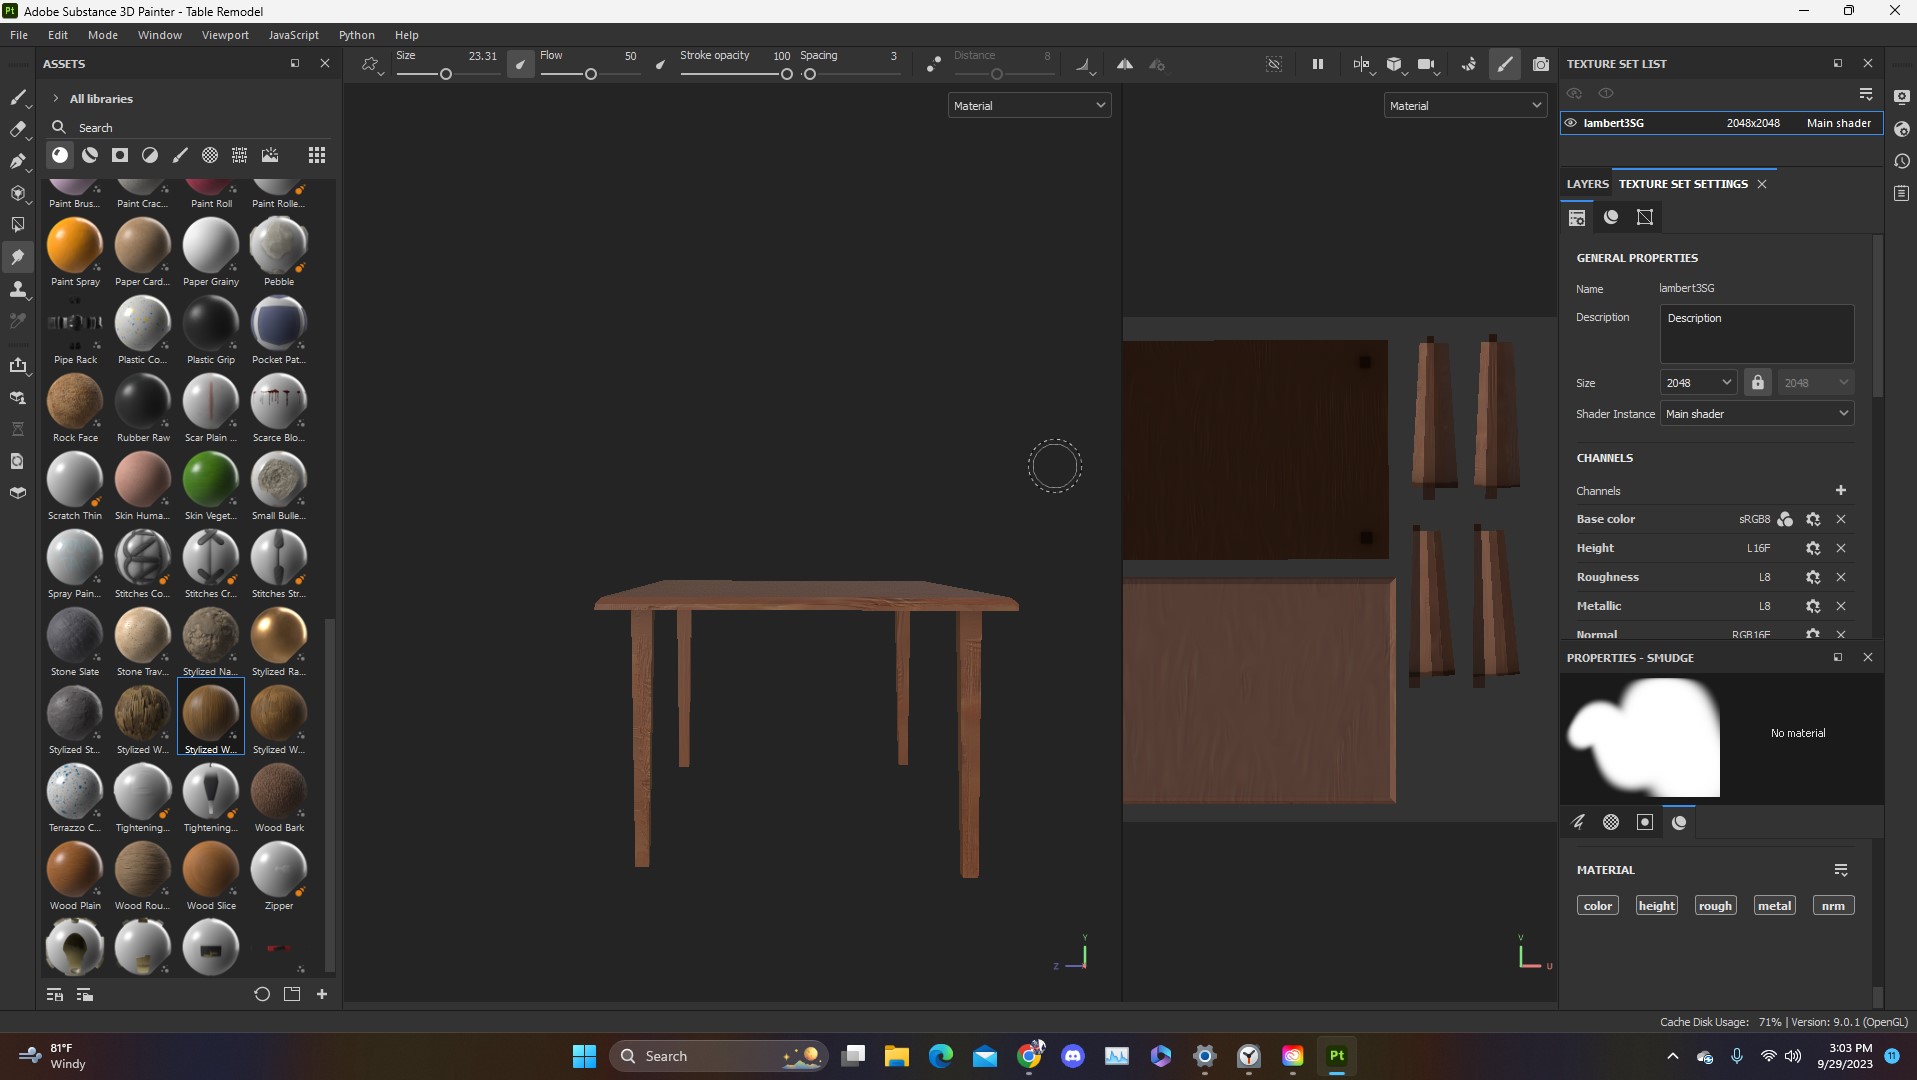 Pt Adobe Substance 3D Painter - Table Remodel
File Edit Mode Window Viewport JavaScript Python Help
ASSETS
All libraries
Search
Paint Brus... Paint Crac... Paint Roll Paint Rolle...
Paint Spray Paper Card... Paper Grainy Pebble
Pipe Rack Plastic Co... Plastic Grip Pocket Pat...
Rock Face Rubber Raw Scar Plain ... Scarce Blo...
Scratch Thin Skin Huma... Skin Veget... Small Bulle...
Spray Pain... Stitches Co... Stitches Cr... Stitches Str...
Stone Slate Stone Trav... Stylized Na... Stylized Ra...
Stylized St... Stylized W... Stylized W... Stylized W...
Terrazzo C... Tightening... Tightening... Wood Bark
Wood Plain Wood Rou... Wood Slice Zipper
Size 23.31 Flow 50 Stroke opacity 100 Spacing 3 Distance 8
Material
Material
Y
Z
V
U
TEXTURE SET LIST
lambert3SG 2048x2048 Main shader
LAYERS TEXTURE SET SETTINGS
GENERAL PROPERTIES
Name lambert3SG
Description Description
Size 2048 2048
Shader Instance Main shader
CHANNELS
Channels
Base color sRGB8
Height L16F
Roughness L8
Metallic L8
Normal RGB16F
PROPERTIES - SMUDGE
No material
MATERIAL
color height rough metal nrm
Cache Disk Usage: 71% | Version: 9.0.1 (OpenGL)
81°F
Windy
Search
Pt
3:03 PM
9/29/2023
11